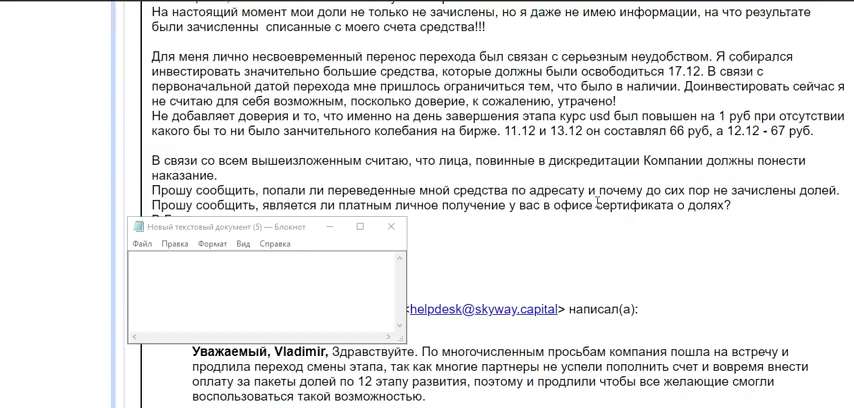 На настоящий момент мои доли не только не зачислены, но я даже не имею информации, на что результате
были зачисленны списанные с моего счета средства!!!
Для меня лично несвоевременный перенос перехода был связан с серьезным неудобством. Я собирался
инвестировать значительно большие средства, которые должны были освободиться 17.12. В связи с
первоначальной датой перехода мне пришлось ограничиться тем, что было в наличии. Доинвестировать сейчас я
не считаю для себя возможным, посколько доверие, к сожалению, утрачено!
Не добавляет доверия и то, что именно на день завершения этапа курс usd был повышен на 1 руб при отсутствии
какого бы то ни было занчительного колебания на бирже. 11.12 и 13.12 он составлял 66 руб, а 12.12 - 67 руб.
В связи со всем вышеизложенным считаю, что лица, повинные в дискредитации Компании должны понести
наказание.
Прошу сообщить, попали ли переведенные мной средства по адресату и почему до сих пор не зачислены долей.
Прошу сообщить, является ли платным личное получение у вас в офисе сертификата о долях?
Новый текстовый документ (5) — Блокнот
Файл Правка Формат Вид Справка
<helpdesk@skyway.capital> написал(а):
Уважаемый, Vladimir, Здравствуйте. По многочисленным просьбам компания пошла на встречу и
продлила переход смены этапа, так как многие партнеры не успели пополнить счет и вовремя внести
оплату за пакеты долей по 12 этапу развития, поэтому и продлили чтобы все желающие смогли
воспользоваться такой возможностью.